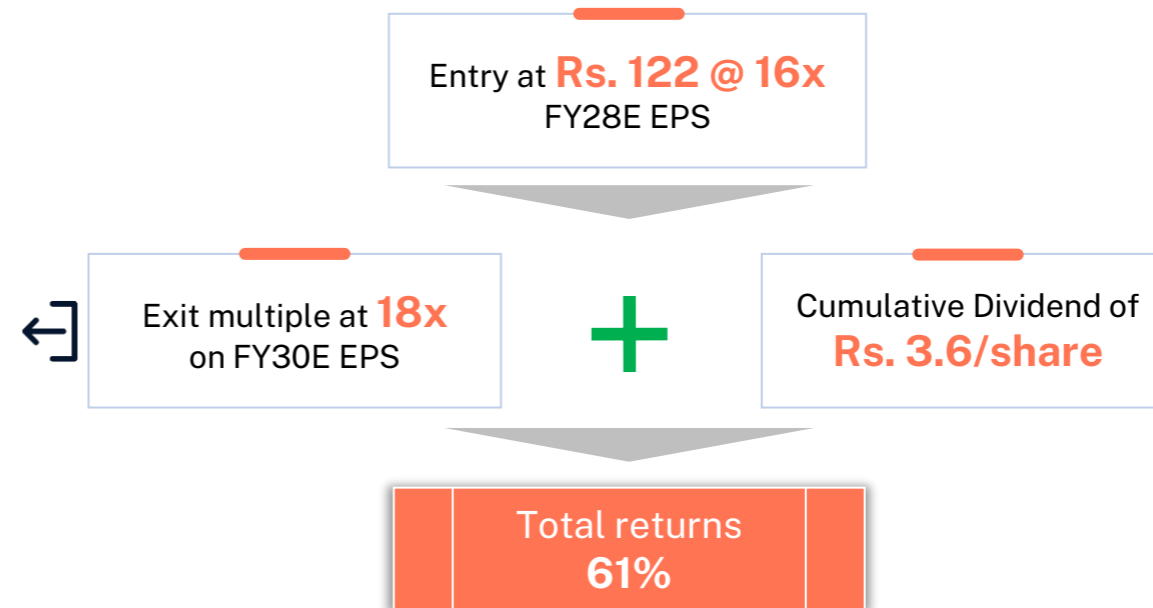 Entry at Rs. 122 @ 16x
FY28E EPS
Exit multiple at 18x
on FY30E EPS
Cumulative Dividend of
Rs. 3.6/share
Total returns
61%